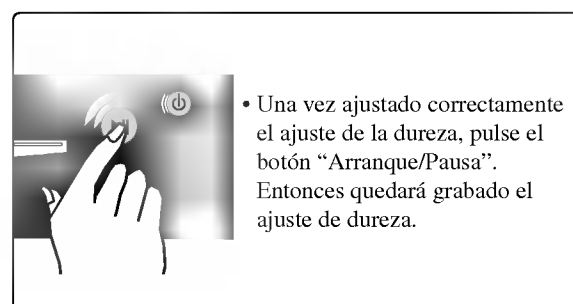 • Una vez ajustado correctamente
el ajuste de la dureza, pulse el
botón “Arranque/Pausa”.
Entonces quedará grabado el
ajuste de dureza.